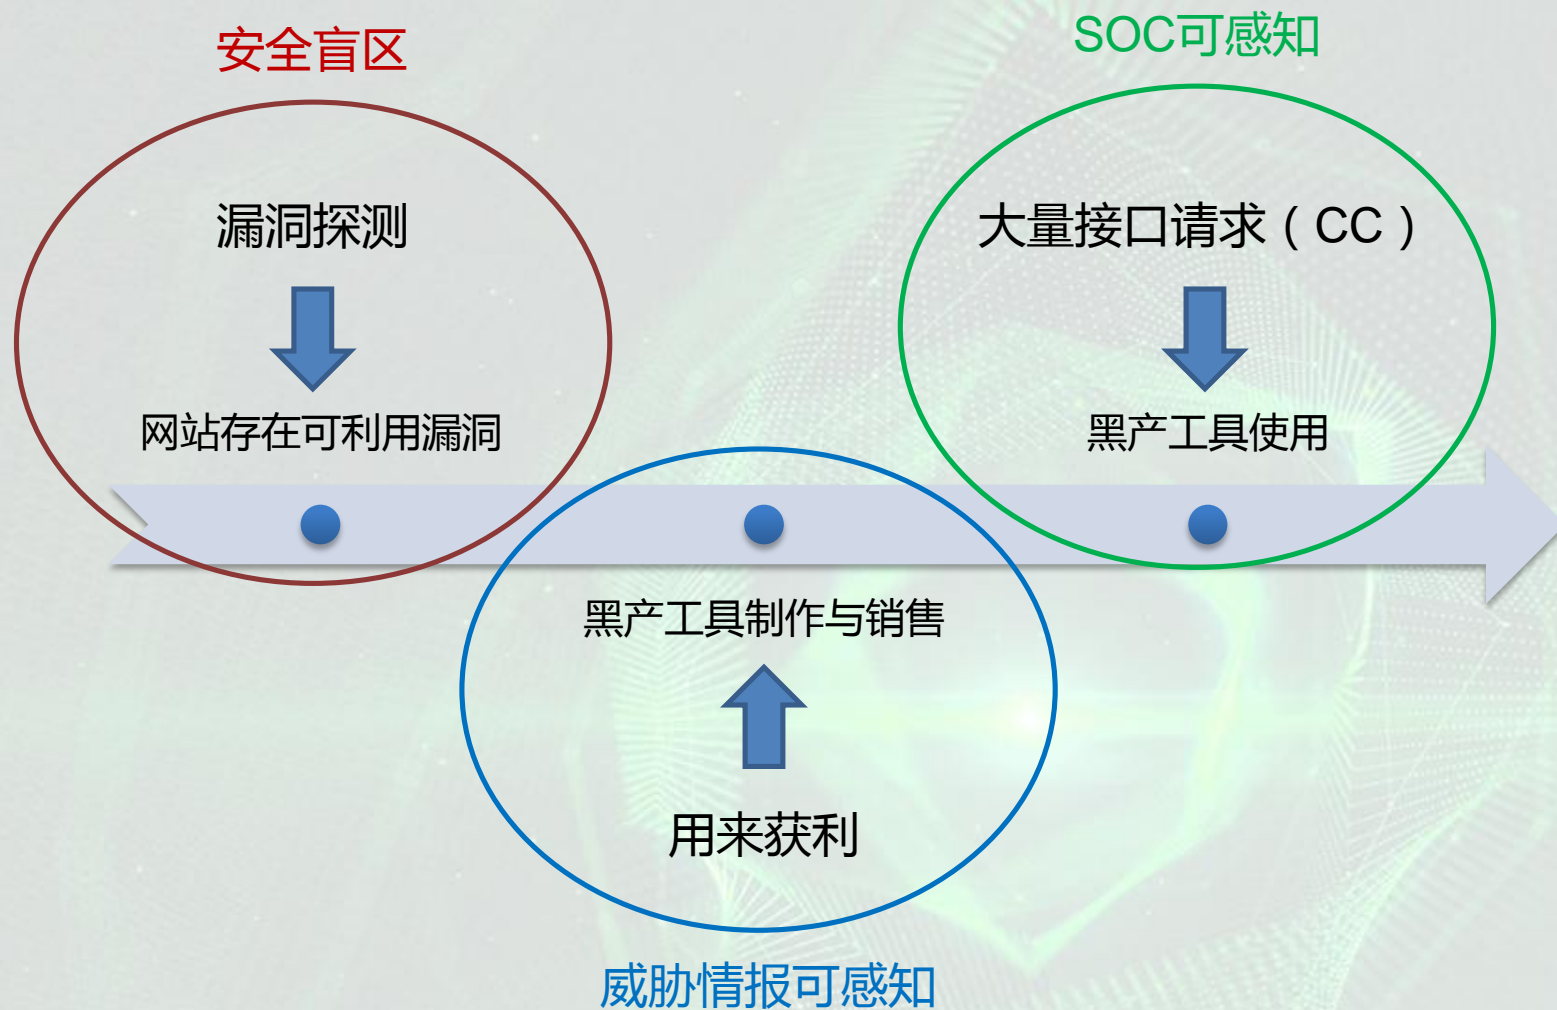 安全盲区
漏洞探测
网站存在可利用漏洞
SOC可感知
大量接口请求（CC）
黑产工具使用
黑产工具制作与销售
用来获利
威胁情报可感知